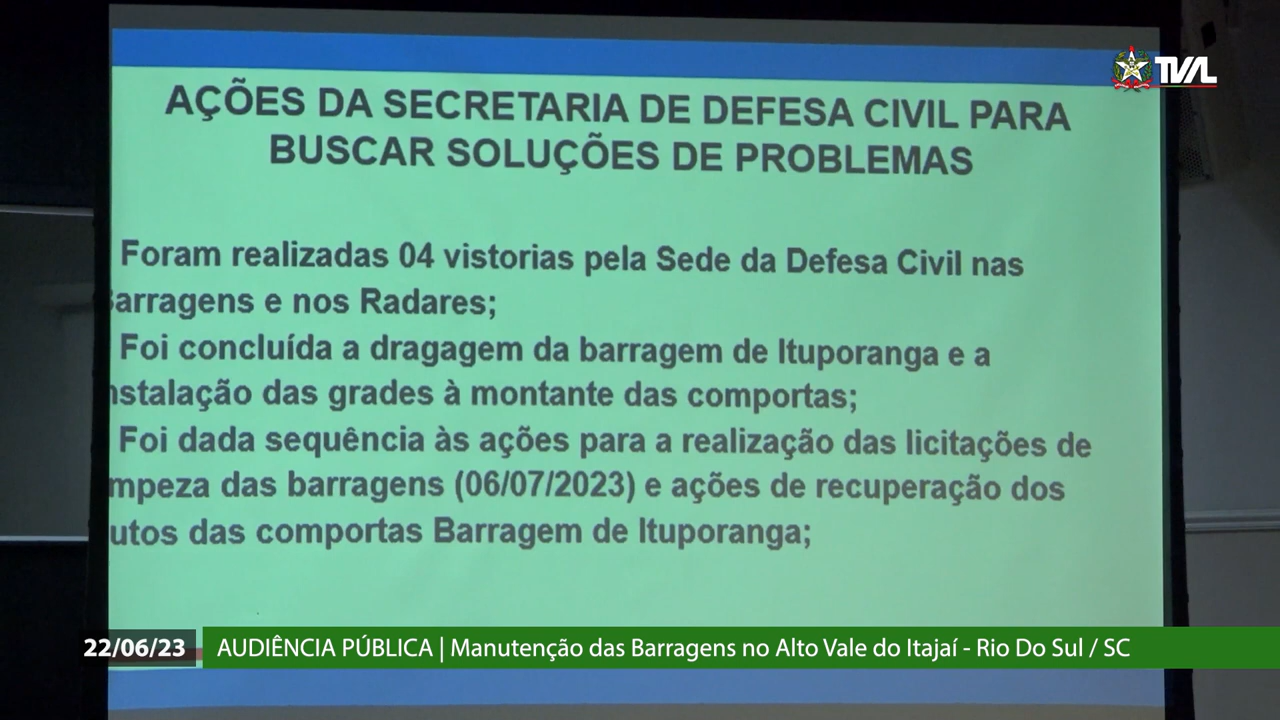 TVAL
AÇÕES DA SECRETARIA DE DEFESA CIVIL PARA
BUSCAR SOLUÇÕES DE PROBLEMAS
Foram realizadas 04 vistorias pela Sede da Defesa Civil nas
arragens e nos Radares;
Foi concluída a dragagem da barragem de Ituporanga e a
nstalação das grades à montante das comportas;
Foi dada sequência às ações para a realização das licitações de
mpeza das barragens (06/07/2023) e ações de recuperação dos
utos das comportas Barragem de Ituporanga;
22/06/23 AUDIÊNCIA PÚBLICA | Manutenção das Barragens no Alto Vale do Itajaí - Rio Do Sul / SC